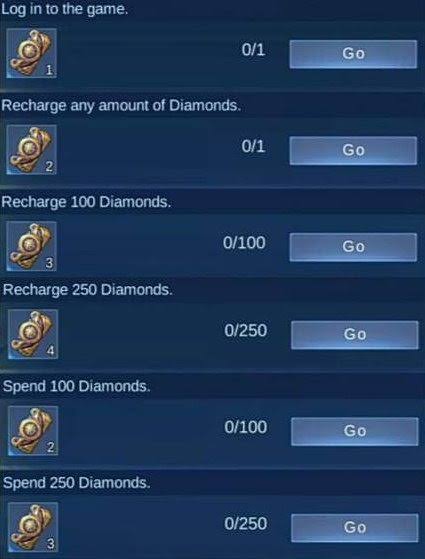 Log in to the game.
1
0/1
Go
Recharge any amount of Diamonds.
2
0/1
Go
Recharge 100 Diamonds.
3
0/100
Go
Recharge 250 Diamonds.
4
0/250
Go
Spend 100 Diamonds.
2
0/100
Go
Spend 250 Diamonds.
3
0/250
Go